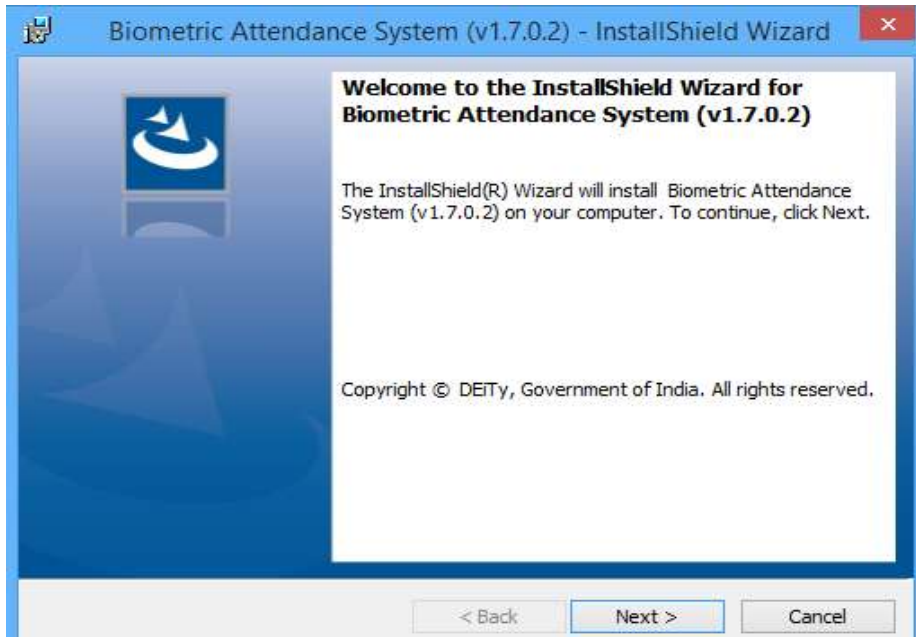 Biometric Attendance System (v1.7.0.2) - InstallShield Wizard
Welcome to the InstallShield Wizard for
Biometric Attendance System (v1.7.0.2)
The InstallShield(R) Wizard will install Biometric Attendance
System (v1.7.0.2) on your computer. To continue, click Next.
Copyright © DEiTy, Government of India. All rights reserved.
< Back Next > Cancel